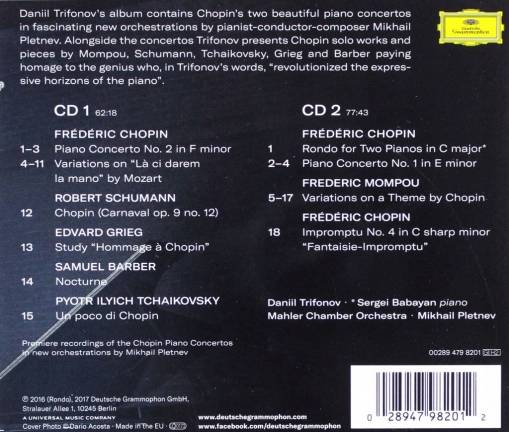 Daniil Trifonov's album contains Chopin's two beautiful piano concertos
in fascinating new orchestrations by pianist-conductor-composer Mikhail
Pletnev. Alongside the concertos Trifonov presents Chopin solo works and
pieces by Mompou, Schumann, Tchaikovsky, Grieg and Barber paying
homage to the genius who, in Trifonov's words, “revolutionized the expres-
sive horizons of the piano”.
CD 1 62:18
FRÉDÉRIC CHOPIN
1–3 Piano Concerto No. 2 in F minor
4–11 Variations on “Là ci darem
la mano” by Mozart
ROBERT SCHUMANN
12 Chopin (Carnaval op. 9 no. 12)
EDVARD GRIEG
13 Study “Hommage à Chopin”
SAMUEL BARBER
14 Nocturne
PYOTR ILYICH TCHAIKOVSKY
15 Un poco di Chopin
CD 2 77:43
FRÉDÉRIC CHOPIN
1 Rondo for Two Pianos in C major*
2–4 Piano Concerto No. 1 in E minor
FREDERIC MOMPOU
5–17 Variations on a Theme by Chopin
FRÉDÉRIC CHOPIN
18 Impromptu No. 4 in C sharp minor
“Fantaisie-Impromptu”
Daniil Trifonov · * Sergei Babayan piano
Mahler Chamber Orchestra · Mikhail Pletnev
Premiere recordings of the Chopin Piano Concertos
in new orchestrations by Mikhail Pletnev
00289 479 8201 GH2
℗ 2016 (Rondo), 2017 Deutsche Grammophon GmbH,
Stralauer Allee 1, 10245 Berlin
A UNIVERSAL MUSIC COMPANY
Cover Photo © Dario Acosta · Made in the EU ·
www.deutschegrammophon.com
www.facebook.com/deutschegrammophon
0 28947 98201 2